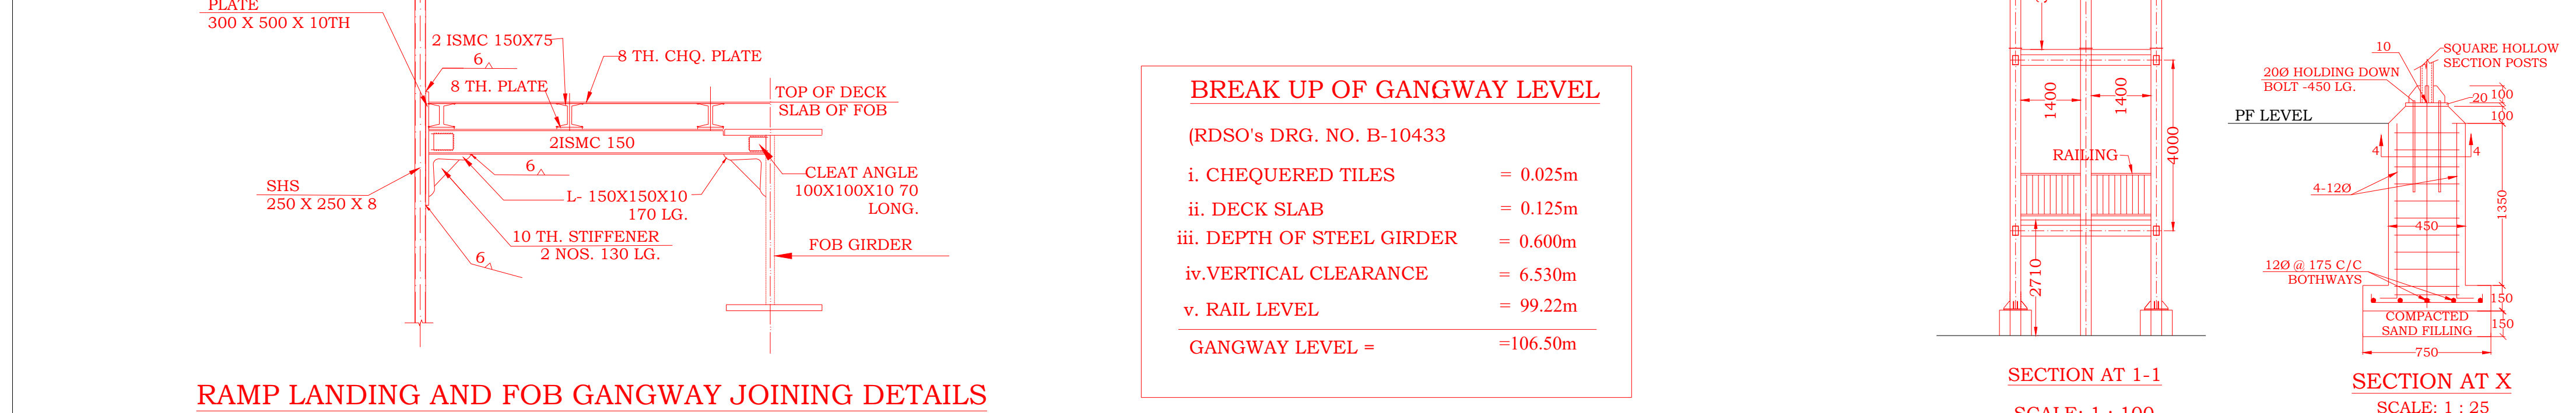 PLATE
300 X 500 X 10TH
2 ISMC 150X75
6
8 TH. CHQ. PLATE
8 TH. PLATE
TOP OF DECK
SLAB OF FOB
2ISMC 150
6
CLEAT ANGLE
100X100X10 70
LONG.
SHS
250 X 250 X 8
L- 150X150X10
170 LG.
10 TH. STIFFENER
2 NOS. 130 LG.
FOB GIRDER
6
RAMP LANDING AND FOB GANGWAY JOINING DETAILS
BREAK UP OF GANGWAY LEVEL
(RDSO's DRG. NO. B-10433
i. CHEQUERED TILES = 0.025m
ii. DECK SLAB = 0.125m
iii. DEPTH OF STEEL GIRDER = 0.600m
iv.VERTICAL CLEARANCE = 6.530m
v. RAIL LEVEL = 99.22m
GANGWAY LEVEL = =106.50m
1400
1400
4000
RAILING
2710
SECTION AT 1-1
SCALE: 1 : 100
10
SQUARE HOLLOW
SECTION POSTS
20Ø HOLDING DOWN
BOLT -450 LG.
20
100
100
PF LEVEL
4
4
4-12Ø
1350
450
12Ø @ 175 C/C
BOTHWAYS
150
COMPACTED
SAND FILLING
150
750
SECTION AT X
SCALE: 1 : 25